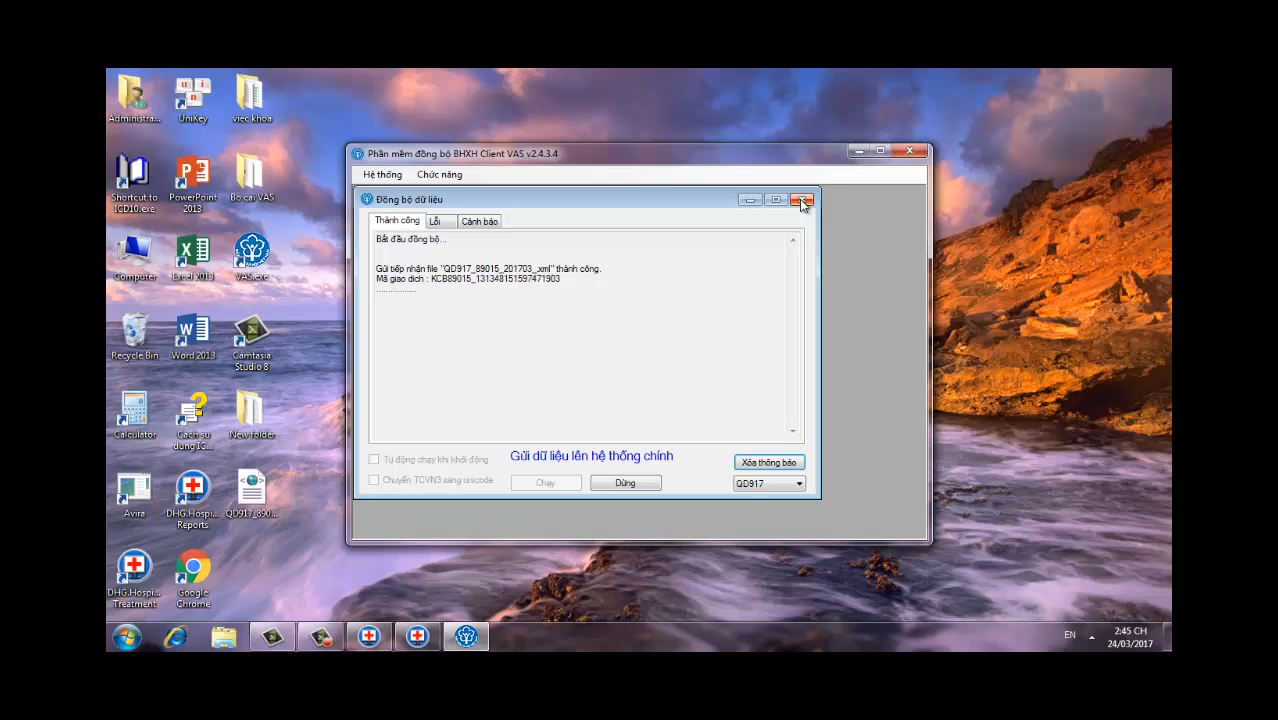 Administra...
UniKey
viec khoa
Shortcut to
ICD10.exe
PowerPoint
2013
Bo cai VAS
Computer
Excel 2013
VAS.exe
Recycle Bin
Word 2013
Camtasia
Studio 8
Calculator
Cach su
dung IC...
New folder
Avira
DHG.Hospi...
Reports
QD917_890...
DHG.Hospi...
Treatment
Google
Chrome
Phần mềm đồng bộ BHXH Client VAS v2.4.3.4
Hệ thống
Chức năng
Đồng bộ dữ liệu
Thành công
Lỗi
Cảnh báo
Bắt đầu đồng bộ...
Gửi tiếp nhận file "QD917_89015_201703_.xml" thành công.
Mã giao dịch : KCB89015_131348151597471903
................
Tự động chạy khi khởi động
Gửi dữ liệu lên hệ thống chính
Xóa thông báo
Chuyển TCVN3 sang unicode
Chạy
Dừng
QD917
EN
2:45 CH
24/03/2017